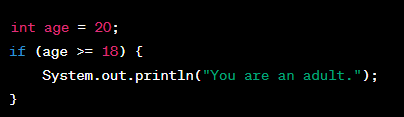 int age = 20;
if (age >= 18) {
    System.out.println("You are an adult.");
}